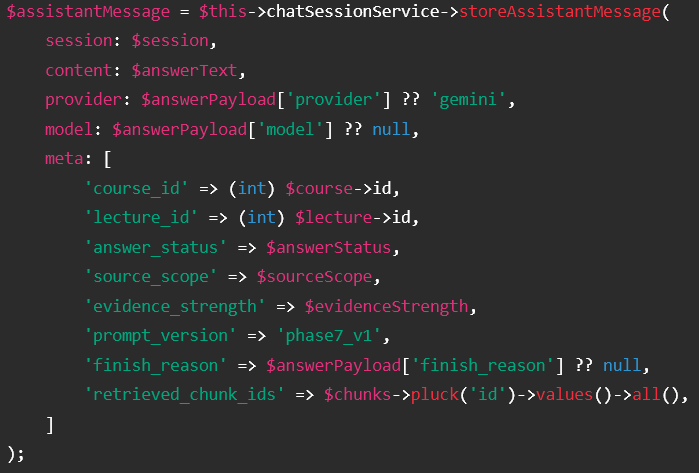 $assistantMessage = $this->chatSessionService->storeAssistantMessage(
    session: $session,
    content: $answerText,
    provider: $answerPayload['provider'] ?? 'gemini',
    model: $answerPayload['model'] ?? null,
    meta: [
        'course_id' => (int) $course->id,
        'lecture_id' => (int) $lecture->id,
        'answer_status' => $answerStatus,
        'source_scope' => $sourceScope,
        'evidence_strength' => $evidenceStrength,
        'prompt_version' => 'phase7_v1',
        'finish_reason' => $answerPayload['finish_reason'] ?? null,
        'retrieved_chunk_ids' => $chunks->pluck('id')->values()->all(),
    ]
);